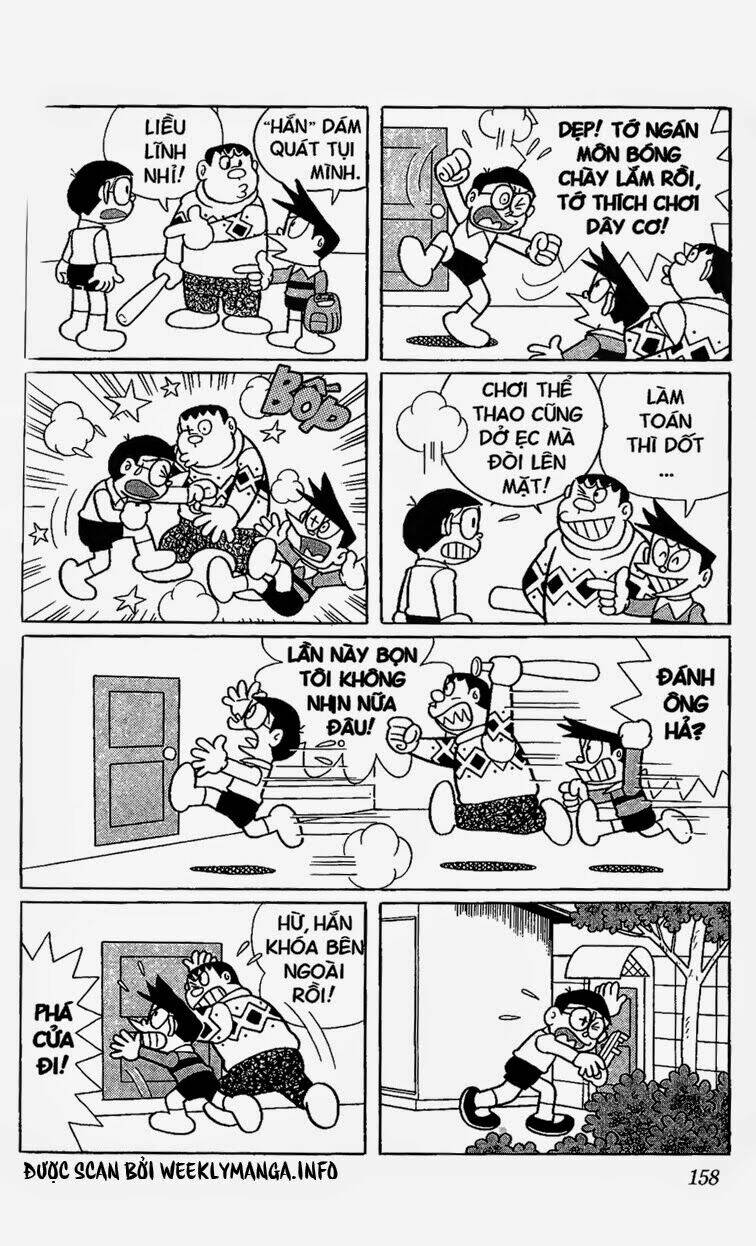 DẸP! TỚ NGÁN
MÔN BÓNG
CHÀY LẮM RỒI,
TỚ THÍCH CHƠI
DÂY CƠ!
“HẮN” DÁM
QUÁT TỤI
MÌNH.
LIỀU
LĨNH
NHỈ!
LÀM
TOÁN
THÌ DỐT
...
CHƠI THỂ
THAO CŨNG
DỞ ẸC MÀ
ĐÒI LÊN
MẶT!
BỐP
ĐÁNH
ÔNG
HẢ?
LẦN NÀY BỌN
TÔI KHÔNG
NHỊN NỮA
ĐÂU!
HỪ, HẮN
KHÓA BÊN
NGOÀI
RỒI!
PHÁ
CỬA
ĐI!
ĐƯỢC SCAN BỞI WEEKLYMANGA.INFO
158